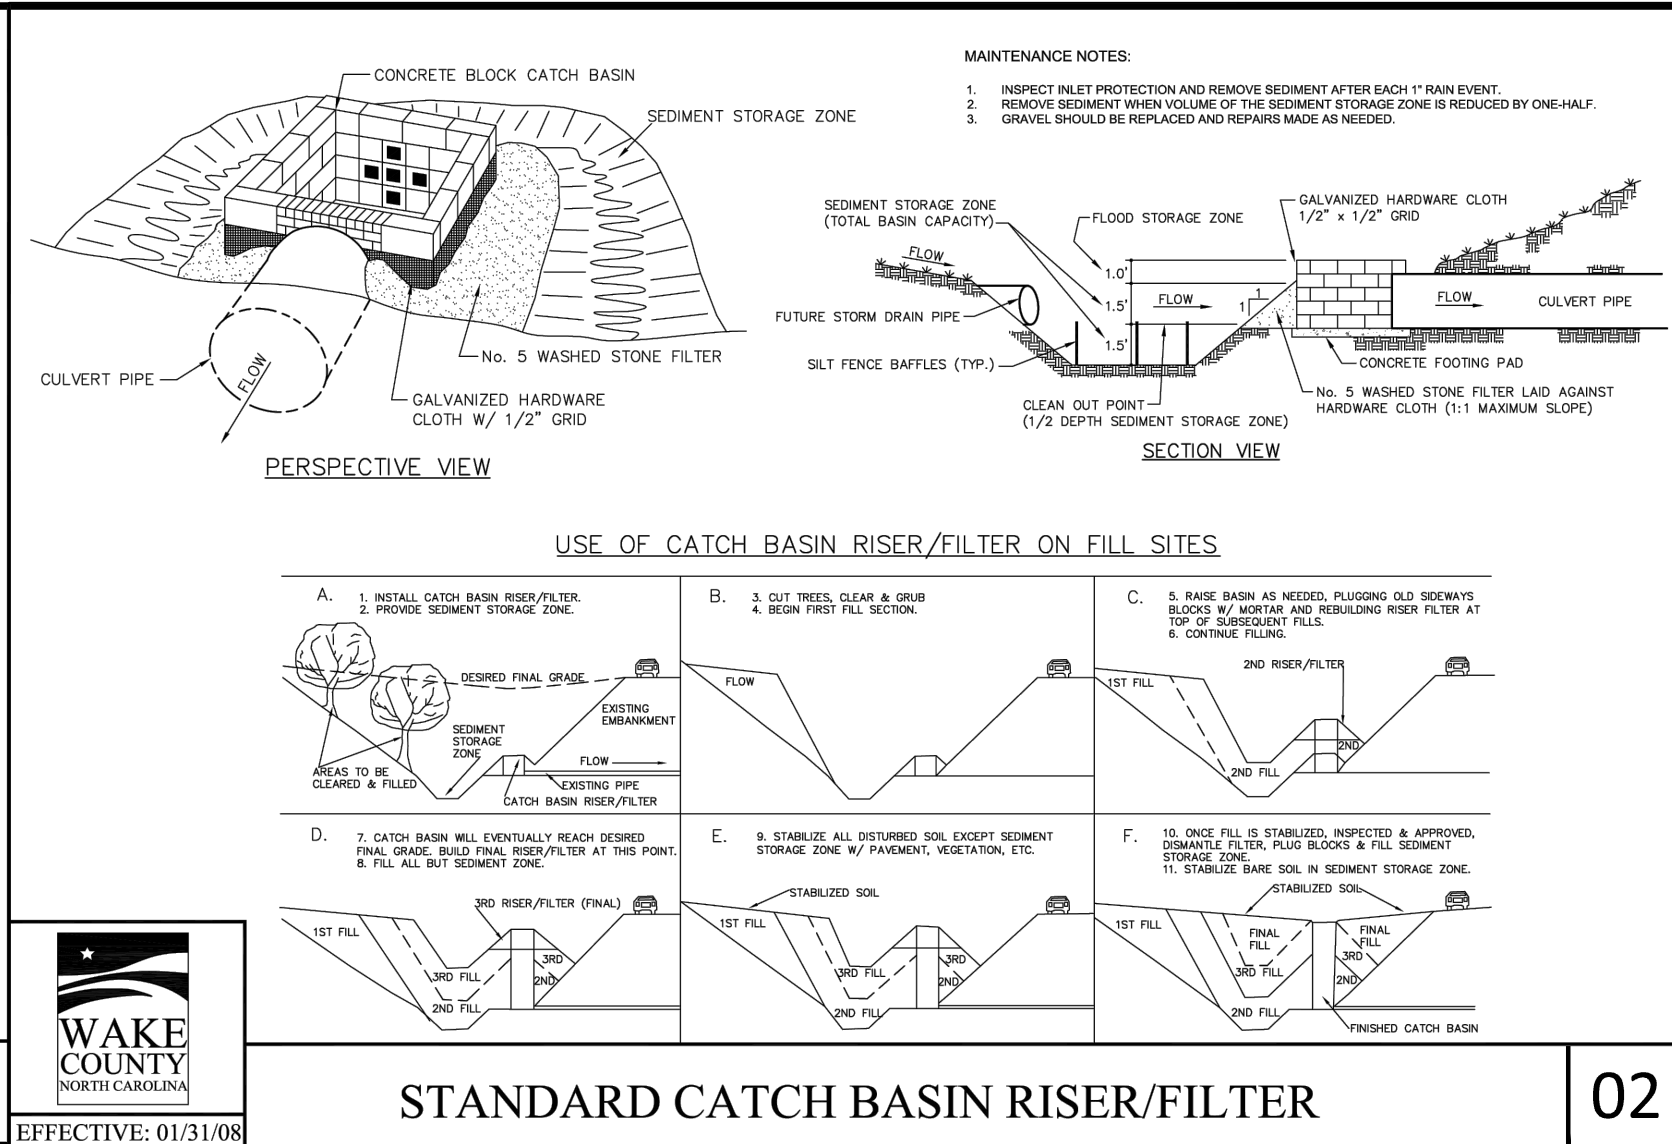 CONCRETE BLOCK CATCH BASIN
SEDIMENT STORAGE ZONE
CULVERT PIPE
FLOW
No. 5 WASHED STONE FILTER
GALVANIZED HARDWARE
CLOTH W/ 1/2" GRID
PERSPECTIVE VIEW
MAINTENANCE NOTES:
1. INSPECT INLET PROTECTION AND REMOVE SEDIMENT AFTER EACH 1" RAIN EVENT.
2. REMOVE SEDIMENT WHEN VOLUME OF THE SEDIMENT STORAGE ZONE IS REDUCED BY ONE-HALF.
3. GRAVEL SHOULD BE REPLACED AND REPAIRS MADE AS NEEDED.
SEDIMENT STORAGE ZONE
(TOTAL BASIN CAPACITY)
FLOOD STORAGE ZONE
GALVANIZED HARDWARE CLOTH
1/2" x 1/2" GRID
FLOW
1.0'
1.5'
1.5'
FLOW
1
1
FLOW
CULVERT PIPE
FUTURE STORM DRAIN PIPE
SILT FENCE BAFFLES (TYP.)
CONCRETE FOOTING PAD
CLEAN OUT POINT
(1/2 DEPTH SEDIMENT STORAGE ZONE)
No. 5 WASHED STONE FILTER LAID AGAINST
HARDWARE CLOTH (1:1 MAXIMUM SLOPE)
SECTION VIEW
USE OF CATCH BASIN RISER/FILTER ON FILL SITES
A.
1. INSTALL CATCH BASIN RISER/FILTER.
2. PROVIDE SEDIMENT STORAGE ZONE.
DESIRED FINAL GRADE
EXISTING
EMBANKMENT
SEDIMENT
STORAGE
ZONE
FLOW
AREAS TO BE
CLEARED & FILLED
EXISTING PIPE
CATCH BASIN RISER/FILTER
B.
3. CUT TREES, CLEAR & GRUB
4. BEGIN FIRST FILL SECTION.
FLOW
C.
5. RAISE BASIN AS NEEDED, PLUGGING OLD SIDEWAYS
BLOCKS W/ MORTAR AND REBUILDING RISER FILTER AT
TOP OF SUBSEQUENT FILLS.
6. CONTINUE FILLING.
2ND RISER/FILTER
1ST FILL
2ND
2ND FILL
D.
7. CATCH BASIN WILL EVENTUALLY REACH DESIRED
FINAL GRADE. BUILD FINAL RISER/FILTER AT THIS POINT.
8. FILL ALL BUT SEDIMENT ZONE.
3RD RISER/FILTER (FINAL)
1ST FILL
3RD
3RD FILL
2ND
2ND FILL
E.
9. STABILIZE ALL DISTURBED SOIL EXCEPT SEDIMENT
STORAGE ZONE W/ PAVEMENT, VEGETATION, ETC.
STABILIZED SOIL
1ST FILL
3RD
3RD FILL
2ND
2ND FILL
F.
10. ONCE FILL IS STABILIZED, INSPECTED & APPROVED,
DISMANTLE FILTER, PLUG BLOCKS & FILL SEDIMENT
STORAGE ZONE.
11. STABILIZE BARE SOIL IN SEDIMENT STORAGE ZONE.
STABILIZED SOIL
1ST FILL
FINAL
FILL
FINAL
FILL
3RD
3RD FILL
2ND
2ND FILL
FINISHED CATCH BASIN
WAKE
COUNTY
NORTH CAROLINA
EFFECTIVE: 01/31/08
STANDARD CATCH BASIN RISER/FILTER
02